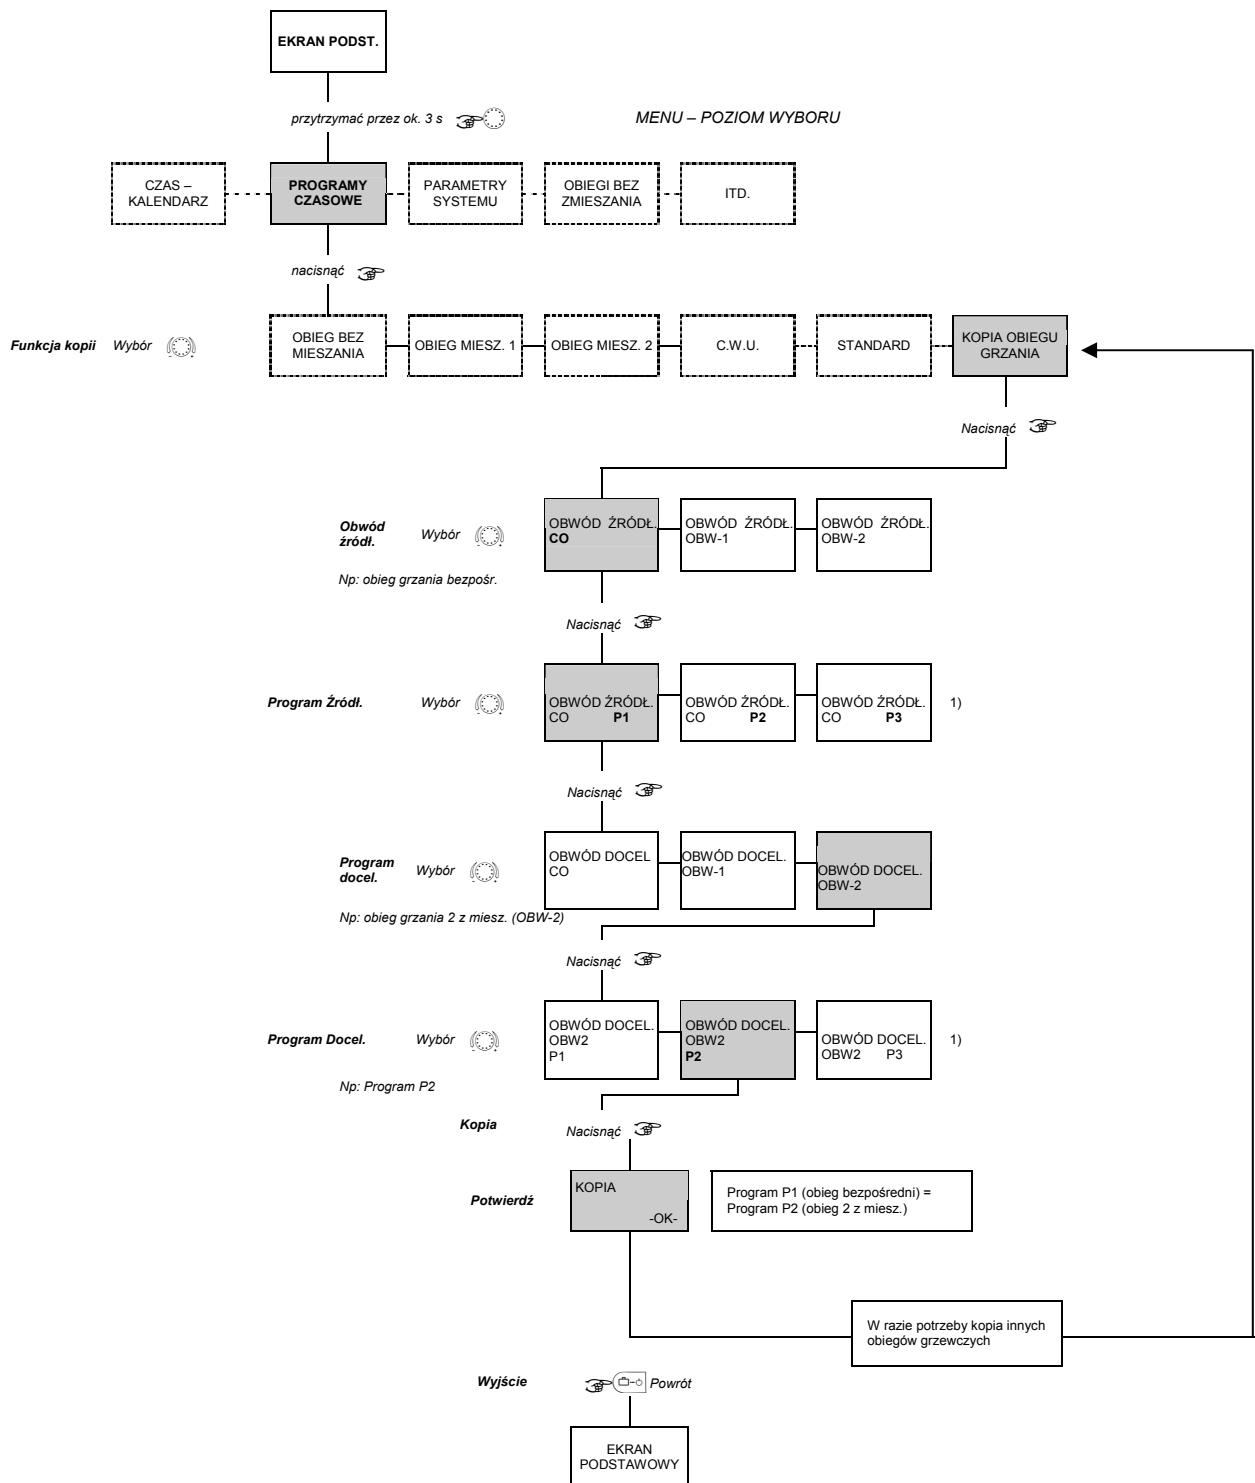 EKRAN PODST.
przytrzymać przez ok. 3 s
MENU – POZIOM WYBORU
CZAS –
KALENDARZ
PROGRAMY
CZASOWE
PARAMETRY
SYSTEMU
OBIEGI BEZ
ZMIESZANIA
ITD.
nacisnąć
Funkcja kopii
Wybór
OBIEG BEZ
MIESZANIA
OBIEG MIESZ. 1
OBIEG MIESZ. 2
C.W.U.
STANDARD
KOPIA OBIEGU
GRZANIA
Nacisnąć
Obwód
źródł.
Wybór
OBWÓD ŹRÓDŁ.
CO
OBWÓD ŹRÓDŁ.
OBW-1
OBWÓD ŹRÓDŁ.
OBW-2
Np: obieg grzania bezpośr.
Nacisnąć
Program Źródł.
Wybór
OBWÓD ŹRÓDŁ.
CO P1
OBWÓD ŹRÓDŁ.
CO P2
OBWÓD ŹRÓDŁ.
CO P3
1)
Nacisnąć
Program
docel.
Wybór
OBWÓD DOCEL
CO
OBWÓD DOCEL.
OBW-1
OBWÓD DOCEL.
OBW-2
Np: obieg grzania 2 z miesz. (OBW-2)
Nacisnąć
Program Docel.
Wybór
OBWÓD DOCEL.
OBW2
P1
OBWÓD DOCEL.
OBW2
P2
OBWÓD DOCEL.
OBW2 P3
1)
Np: Program P2
Kopia
Nacisnąć
Potwierdź
KOPIA
-OK-
Program P1 (obieg bezpośredni) =
Program P2 (obieg 2 z miesz.)
W razie potrzeby kopia innych
obiegów grzewczych
Wyjście
Powrót
EKRAN
PODSTAWOWY